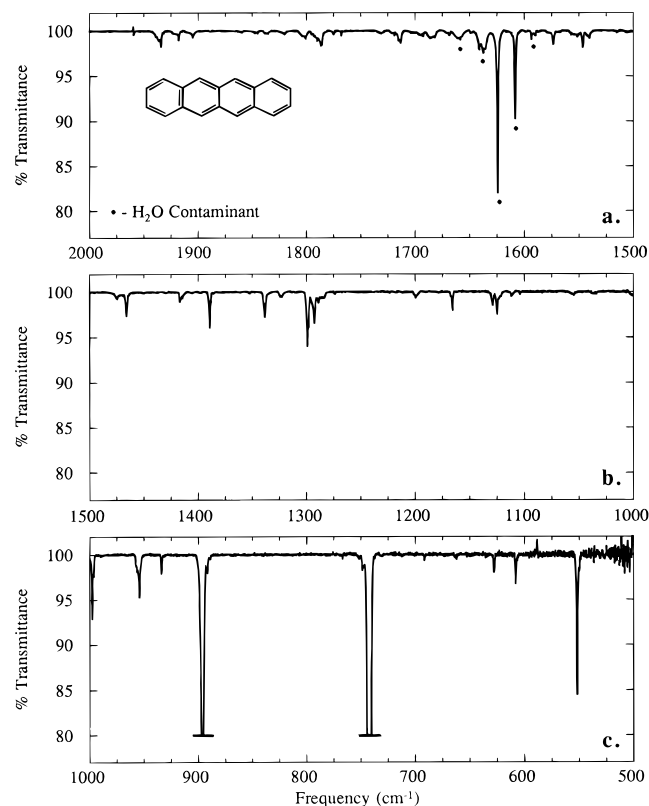 100
95
90
85
80
% Transmittance
• - H₂O Contaminant
a.
2000 1900 1800 1700 1600 1500
100
95
90
85
80
% Transmittance
b.
1500 1400 1300 1200 1100 1000
100
95
90
85
80
% Transmittance
c.
1000 900 800 700 600 500
Frequency (cm⁻¹)